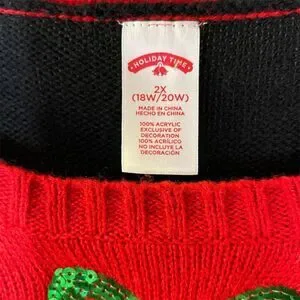 HOLIDAY TIME
2X
(18W/20W)
MADE IN CHINA
HECHO EN CHINA
100% ACRYLIC
EXCLUSIVE OF
DECORATION
100% ACRÍLICO
NO INCLUYE LA
DECORACIÓN